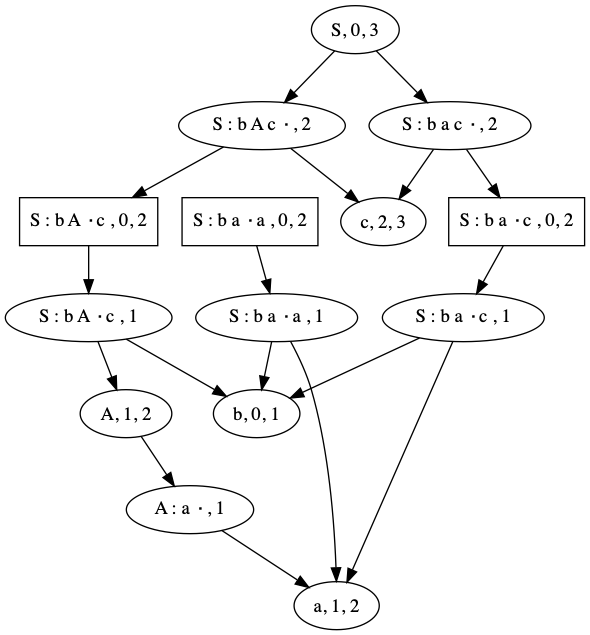 S, 0, 3
S : b A c ·, 2
S : b a c ·, 2
S : b A · c, 0, 2
S : b a · a, 0, 2
c, 2, 3
S : b a · c, 0, 2
S : b A · c, 1
S : b a · a, 1
S : b a · c, 1
A, 1, 2
b, 0, 1
A : a ·, 1
a, 1, 2